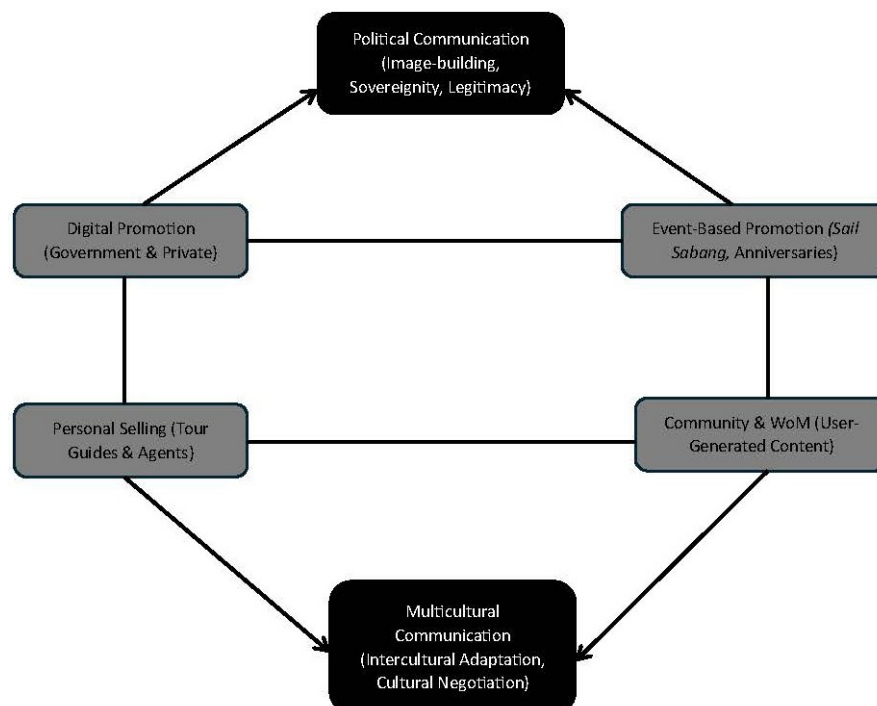 Political Communication
(Image-building,
Sovereignity, Legitimacy)
Digital Promotion
(Government & Private)
Event-Based Promotion (Sail
Sabang, Anniversaries)
Personal Selling (Tour
Guides & Agents)
Community & WoM (User-
Generated Content)
Multicultural
Communication
(Intercultural Adaptation,
Cultural Negotiation)